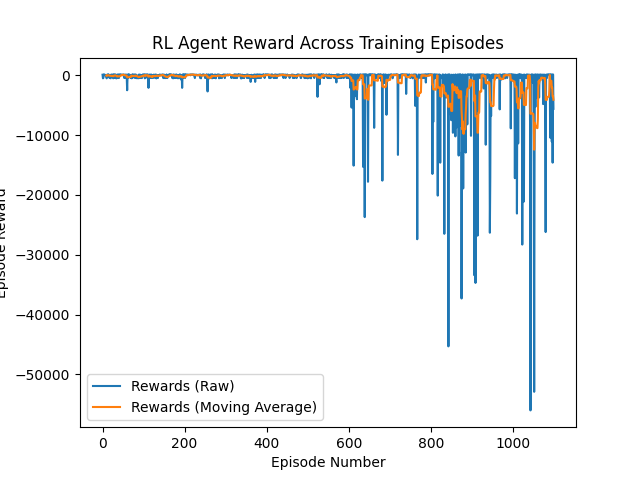 RL Agent Reward Across Training Episodes
0
−10000
−20000
−30000
−40000
−50000
Episode Reward
Rewards (Raw)
Rewards (Moving Average)
0 200 400 600 800 1000
Episode Number